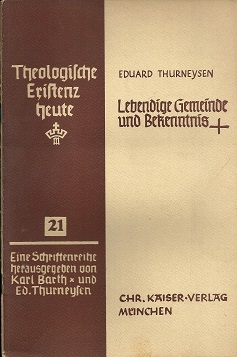 Theologische
Existenz
heute
21
Eine Schriftenreihe
herausgegeben von
Karl Barth × und
Ed. Thurneysen
EDUARD THURNEYSEN
Lebendige Gemeinde
und Bekenntnis
CHR. KAISER-VERLAG
MÜNCHEN